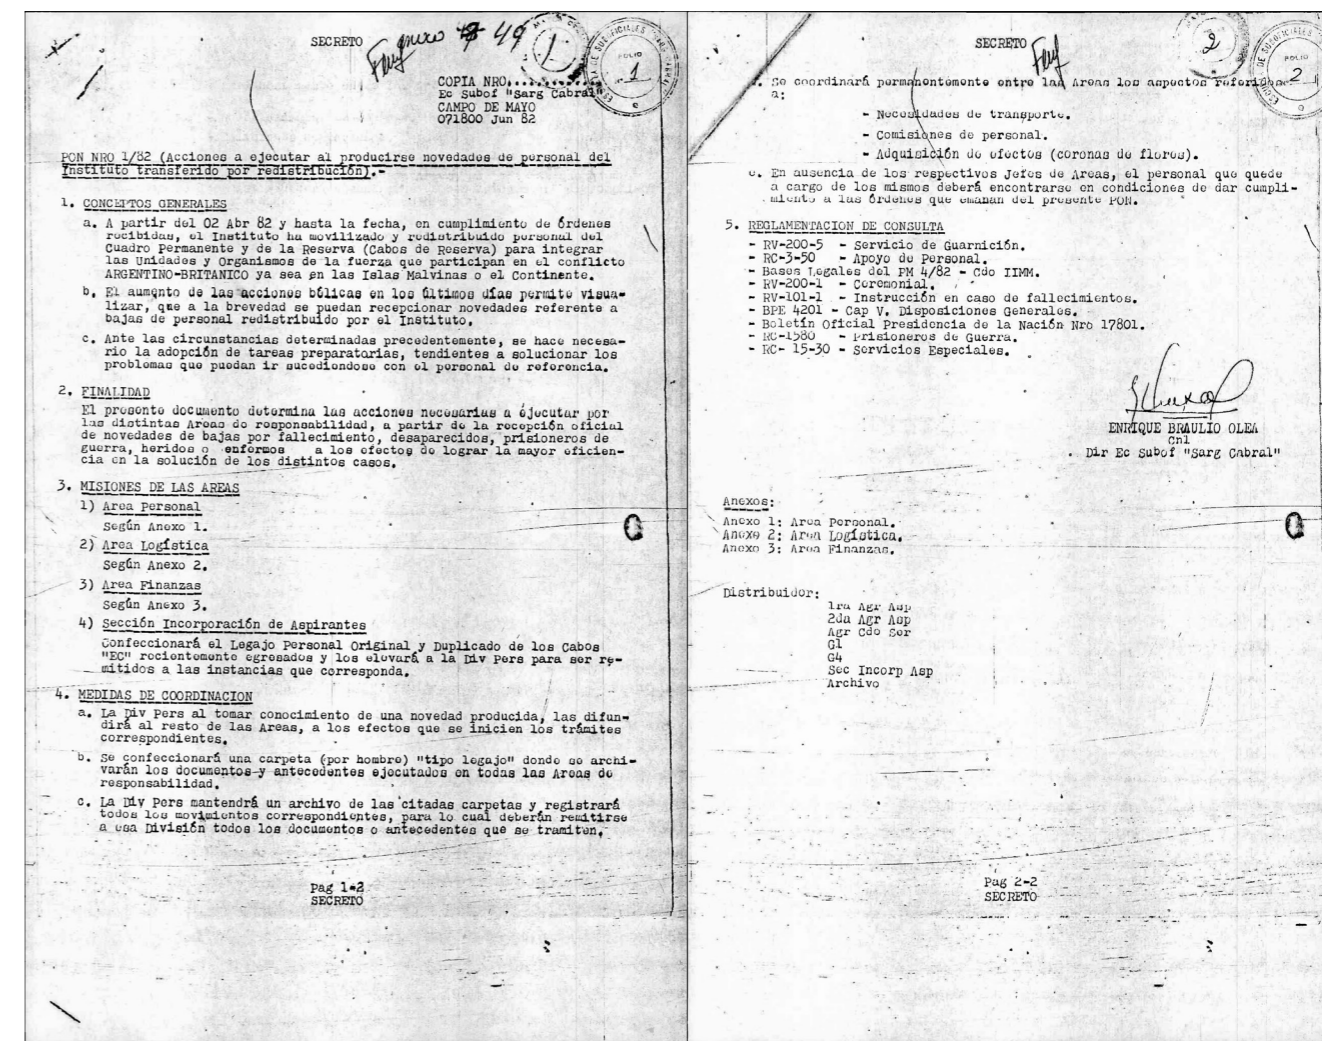 SECRETO
49
1
ESCUELA DE SUBOFICIALES "SARG CABRAL"
FOLIO
1
COPIA NRO.
Ec Subof "Sarg Cabral"
CAMPO DE MAYO
071800 Jun 82
PON NRO 1/82 (Acciones a ejecutar al producirse novedades de personal del
Instituto transferido por redistribución).-
1. CONCEPTOS GENERALES
a. A partir del 02 Abr 82 y hasta la fecha, en cumplimiento de órdenes
recibidas, el Instituto ha movilizado y redistribuido personal del
Cuadro Permanente y de la Reserva (Cabos de Reserva) para integrar
las Unidades y Organismos de la fuerza que participan en el conflicto
ARGENTINO-BRITANICO ya sea en las Islas Malvinas o el Continente.
b. El aumento de las acciones bélicas en los últimos días permite visua-
lizar, que a la brevedad se puedan recepcionar novedades referente a
bajas de personal redistribuido por el Instituto.
c. Ante las circunstancias determinadas precedentemente, se hace necesa-
rio la adopción de tareas preparatorias, tendientes a solucionar los
problemas que puedan ir sucediendose con el personal de referencia.
2. FINALIDAD
El presente documento determina las acciones necesarias a éjecutar por
las distintas Areas de responsabilidad, a partir de la recepción oficial
de novedades de bajas por fallecimiento, desaparecidos, prisioneros de
guerra, heridos o enfermos a los efectos de lograr la mayor eficien-
cia en la solución de los distintos casos.
3. MISIONES DE LAS AREAS
1) Area Personal
Según Anexo 1.
2) Area Logística
Según Anexo 2.
3) Area Finanzas
Según Anexo 3.
4) Sección Incorporación de Aspirantes
Confeccionará el Legajo Personal Original y Duplicado de los Cabos
"EC" recientemente egresados y los elevará a la Div Pers para ser re-
mitidos a las instancias que corresponda.
4. MEDIDAS DE COORDINACION
a. La Div Pers al tomar conocimiento de una novedad producida, las difun-
dirá al resto de las Areas, a los efectos que se inicien los trámites
correspondientes.
b. Se confeccionará una carpeta (por hombre) "tipo legajo" donde se archi-
varán los documentos y antecedentes ejecutados en todas las Areas de
responsabilidad.
c. La Div Pers mantendrá un archivo de las citadas carpetas y registrará
todos los movimientos correspondientes, para lo cual deberán remitirse
a esa División todos los documentos o antecedentes que se tramiten.
Pag 1-2
SECRETO
SECRETO
2
FOLIO
2
Se coordinará permanentemente entre las Areas los aspectos referidos
a:
- Necesidades de transporte.
- Comisiones de personal.
- Adquisición de efectos (coronas de flores).
e. En ausencia de los respectivos Jefes de Areas, el personal que quede
a cargo de los mismos deberá encontrarse en condiciones de dar cumpli-
miento a las órdenes que emanan del presente PON.
5. REGLAMENTACION DE CONSULTA
- RV-200-5 - Servicio de Guarnición.
- RC-3-50 - Apoyo de Personal.
- Bases Legales del PM 4/82 - Cdo IIMM.
- RV-200-1 - Ceremonial.
- RV-101-1 - Instrucción en caso de fallecimientos.
- BPE 4201 - Cap V. Disposiciones Generales.
- Boletín Oficial Presidencia de la Nación Nro 17801.
- RC-1580 - Prisioneros de Guerra.
- RC- 15-30 - Servicios Especiales.
ENRIQUE BRAULIO OLEA
Cnl
Dir Ec Subof "Sarg Cabral"
Anexos:
Anexo 1: Area Personal.
Anexo 2: Area Logística.
Anexo 3: Area Finanzas.
Distribuidor:
1ra Agr Asp
2da Agr Asp
Agr Cdo Ser
G1
G4
Sec Incorp Asp
Archivo
Pag 2-2
SECRETO